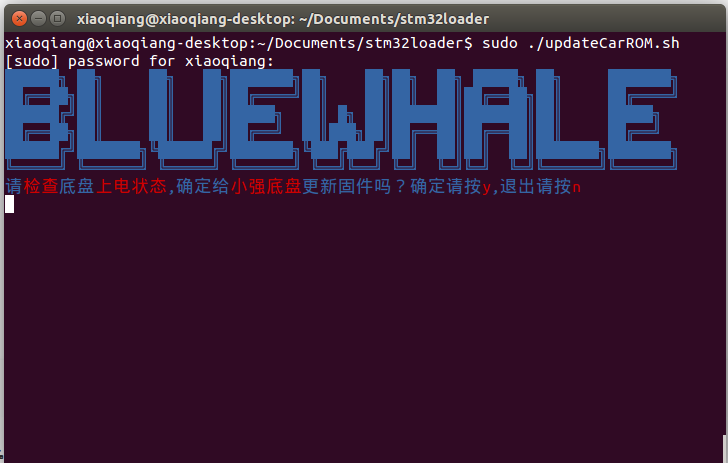 xiaoqiang@xiaoqiang-desktop: ~/Documents/stm32loader
xiaoqiang@xiaoqiang-desktop:~/Documents/stm32loader$ sudo ./updateCarROM.sh
[sudo] password for xiaoqiang:
BLUEWHALE
请检查底盘上电状态,确定给小强底盘更新固件吗？确定请按y,退出请按n